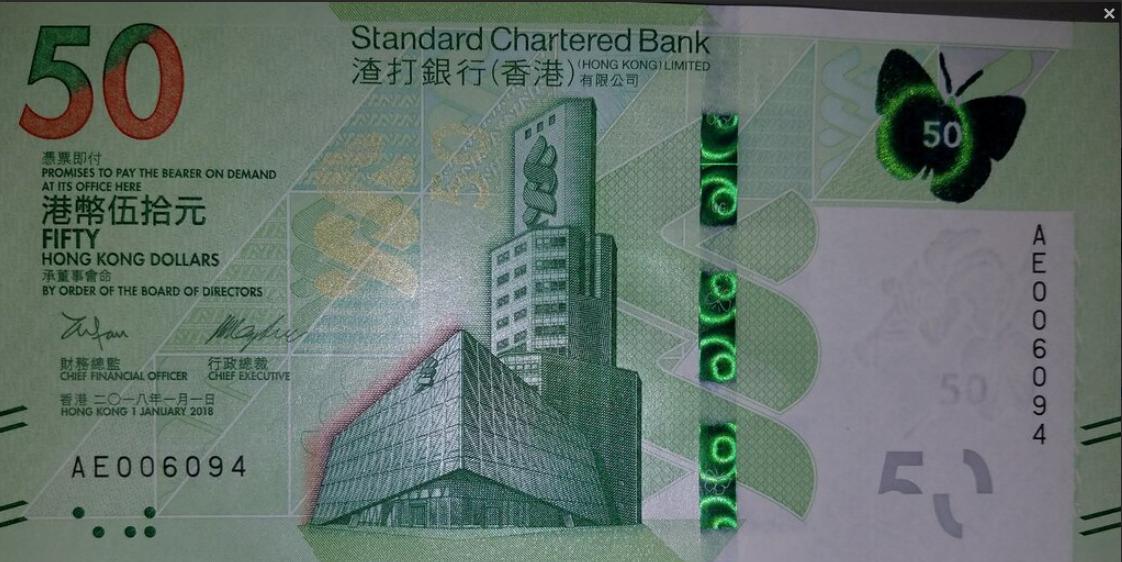 50
Standard Chartered Bank
渣打銀行(香港) (HONG KONG) LIMITED
有限公司
50
憑票即付
PROMISES TO PAY THE BEARER ON DEMAND
AT ITS OFFICE HERE
港幣伍拾元
FIFTY
HONG KONG DOLLARS
承董事會命
BY ORDER OF THE BOARD OF DIRECTORS
財務總監 行政總裁
CHIEF FINANCIAL OFFICER CHIEF EXECUTIVE
香港 二〇一八年一月一日
HONG KONG 1 JANUARY 2018
AE006094
50
AE006094
50
50